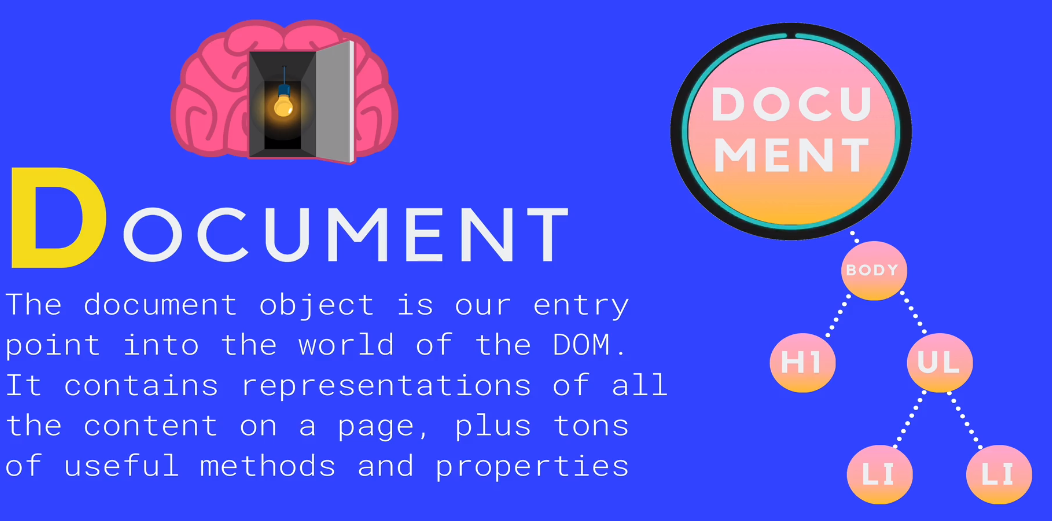 DOCUMENT
The document object is our entry
point into the world of the DOM.
It contains representations of all
the content on a page, plus tons
of useful methods and properties
DOCU
MENT
BODY
H1
UL
LI
LI